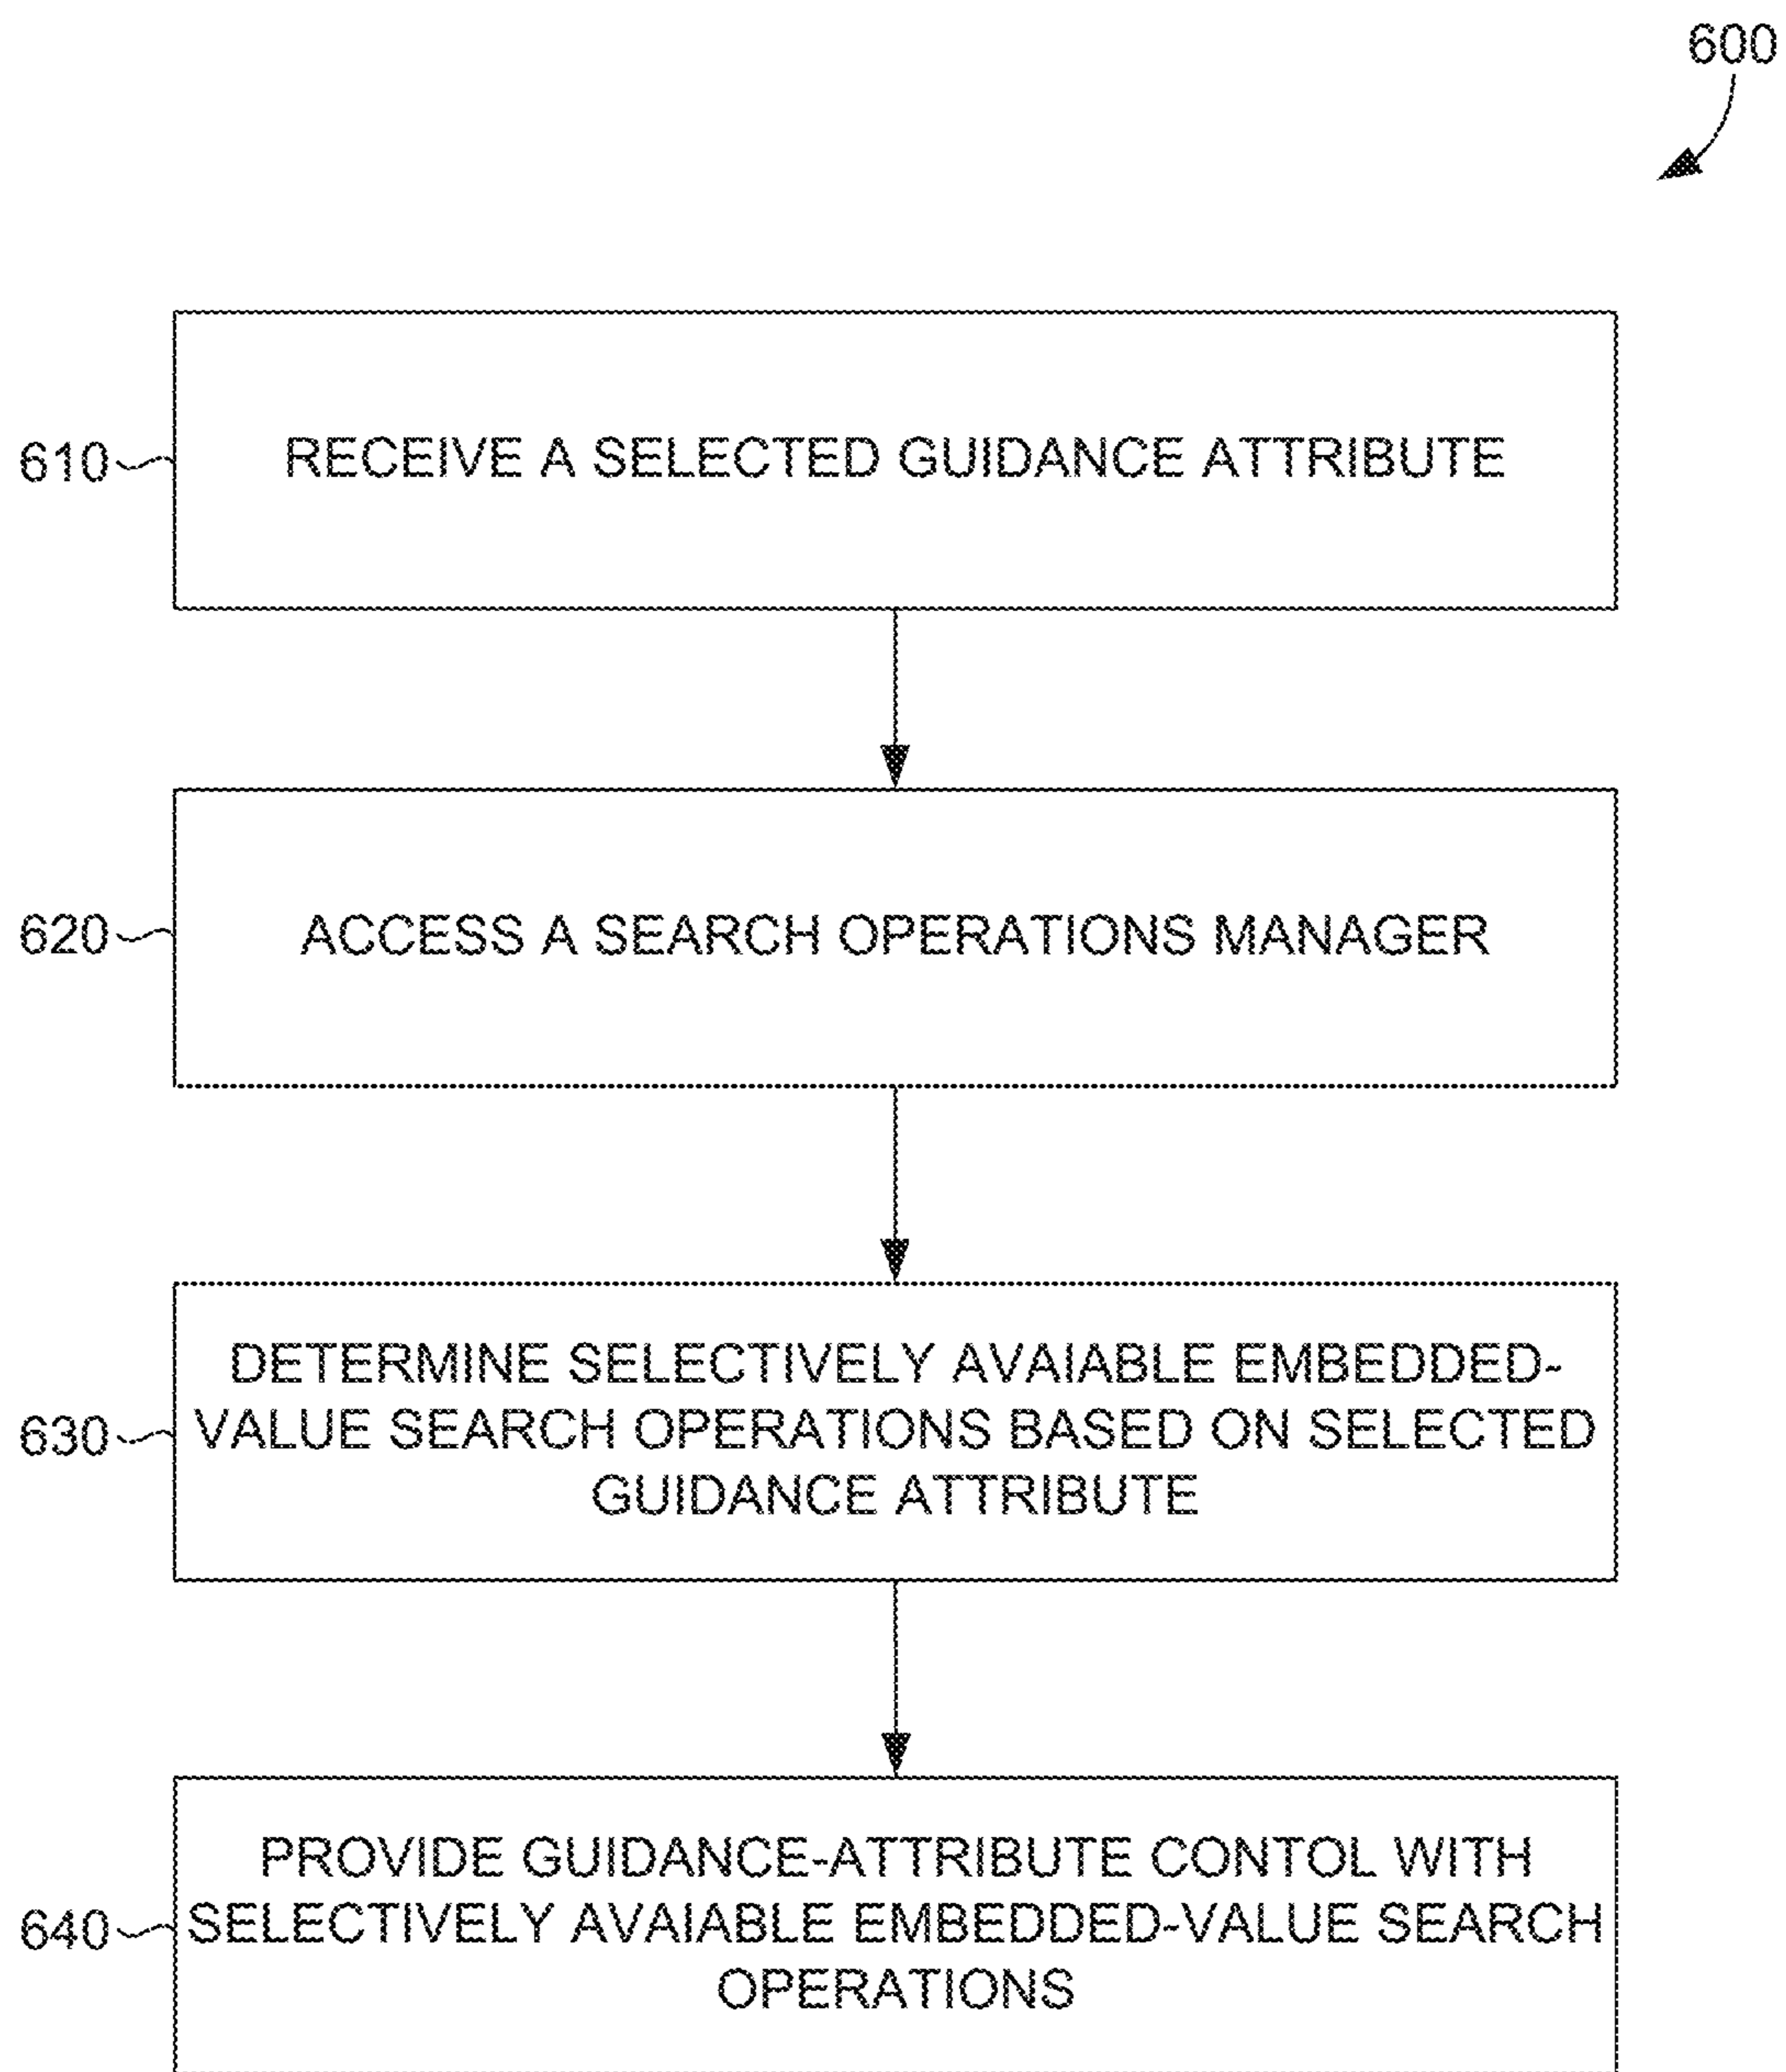 600
610
RECEIVE A SELECTED GUIDANCE ATTRIBUTE
620
ACCESS A SEARCH OPERATIONS MANAGER
630
DETERMINE SELECTIVELY AVAIABLE EMBEDDED-
VALUE SEARCH OPERATIONS BASED ON SELECTED
GUIDANCE ATTRIBUTE
640
PROVIDE GUIDANCE-ATTRIBUTE CONTOL WITH
SELECTIVELY AVAIABLE EMBEDDED-VALUE SEARCH
OPERATIONS